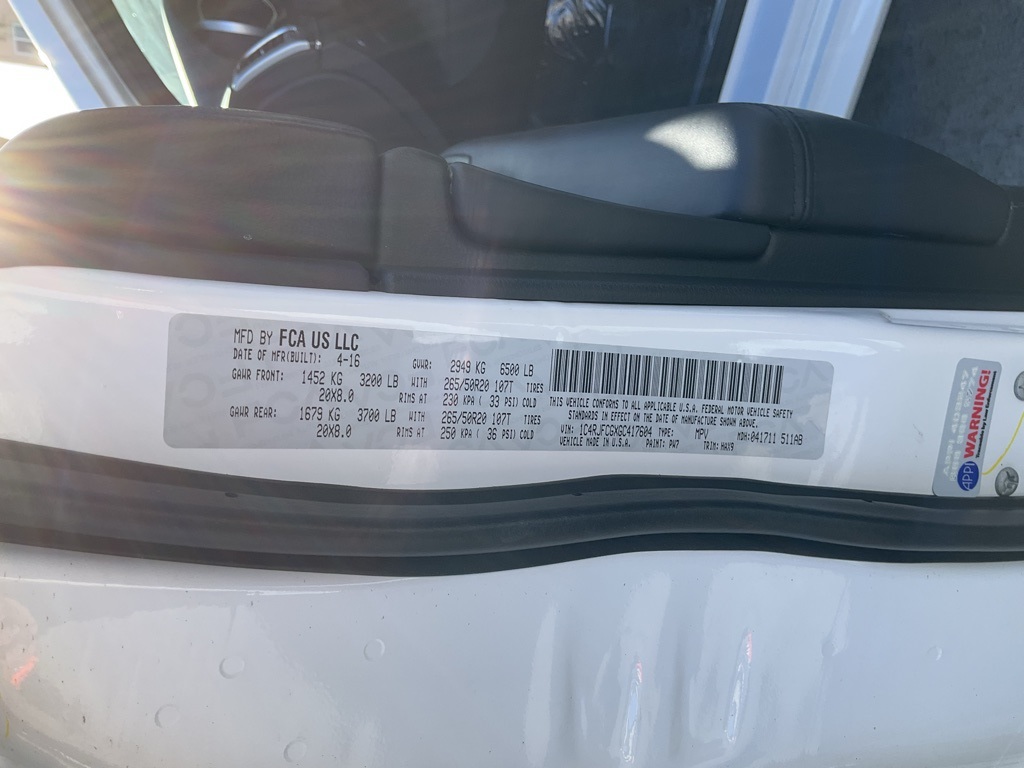 MFD BY FCA US LLC
DATE OF MFR(BUILT): 4-16 GVWR: 2949 KG 6500 LB
GAWR FRONT: 1452 KG 3200 LB WITH 265/50R20 107T TIRES
20X8.0 RIMS AT 230 KPA ( 33 PSI) COLD
GAWR REAR: 1679 KG 3700 LB WITH 265/50R20 107T TIRES
20X8.0 RIMS AT 250 KPA ( 36 PSI) COLD
THIS VEHICLE CONFORMS TO ALL APPLICABLE U.S.A. FEDERAL MOTOR VEHICLE SAFETY
STANDARDS IN EFFECT ON THE DATE OF MANUFACTURE SHOWN ABOVE.
VIN: 1C4RJFCGXGC417604 TYPE: MPV MDH:041711 511AB
VEHICLE MADE IN U.S.A. PAINT: PW7 TRIM: HAX9
WARNING!
APPI